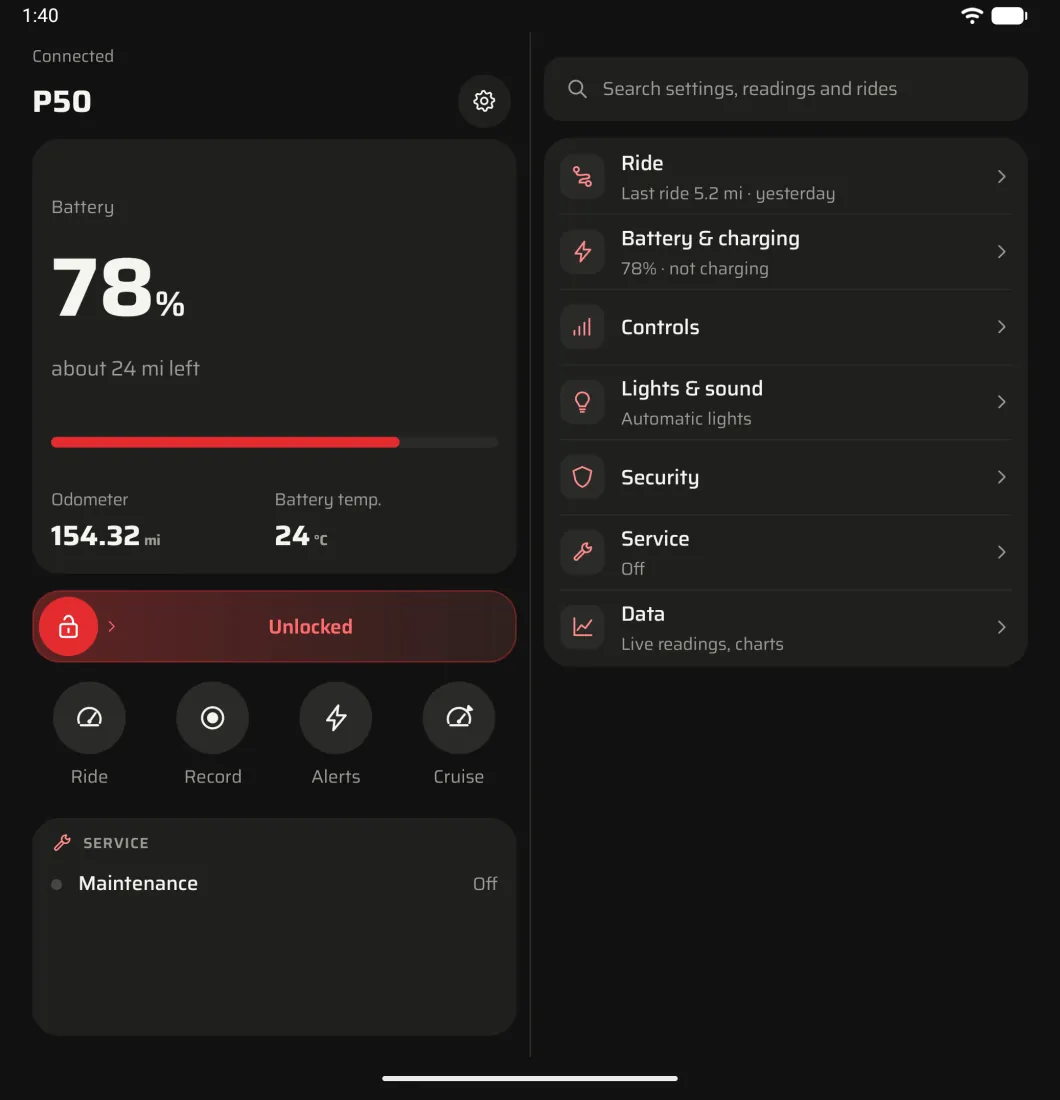 1:40
Connected
P50
Battery
78%
about 24 mi left
Odometer
Battery temp.
154.32 mi
24 °C
Unlocked
Ride
Record
Alerts
Cruise
SERVICE
Maintenance
Off
Search settings, readings and rides
Ride
Last ride 5.2 mi · yesterday
Battery & charging
78% · not charging
Controls
Lights & sound
Automatic lights
Security
Service
Off
Data
Live readings, charts